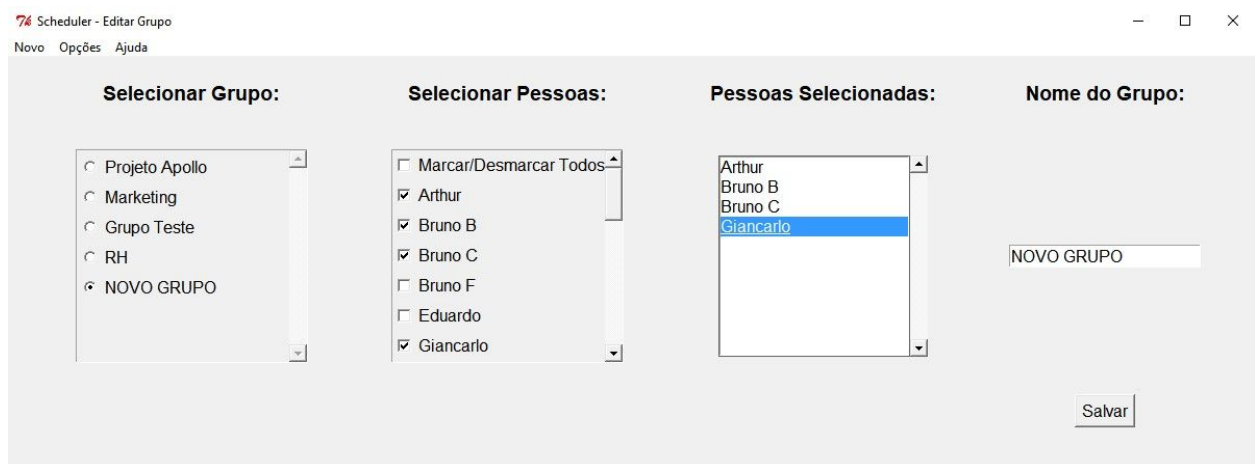 Scheduler - Editar Grupo
Novo Opções Ajuda
Selecionar Grupo:
Projeto Apollo
Marketing
Grupo Teste
RH
NOVO GRUPO
Selecionar Pessoas:
Marcar/Desmarcar Todos
Arthur
Bruno B
Bruno C
Bruno F
Eduardo
Giancarlo
Pessoas Selecionadas:
Arthur
Bruno B
Bruno C
Giancarlo
Nome do Grupo:
NOVO GRUPO
Salvar